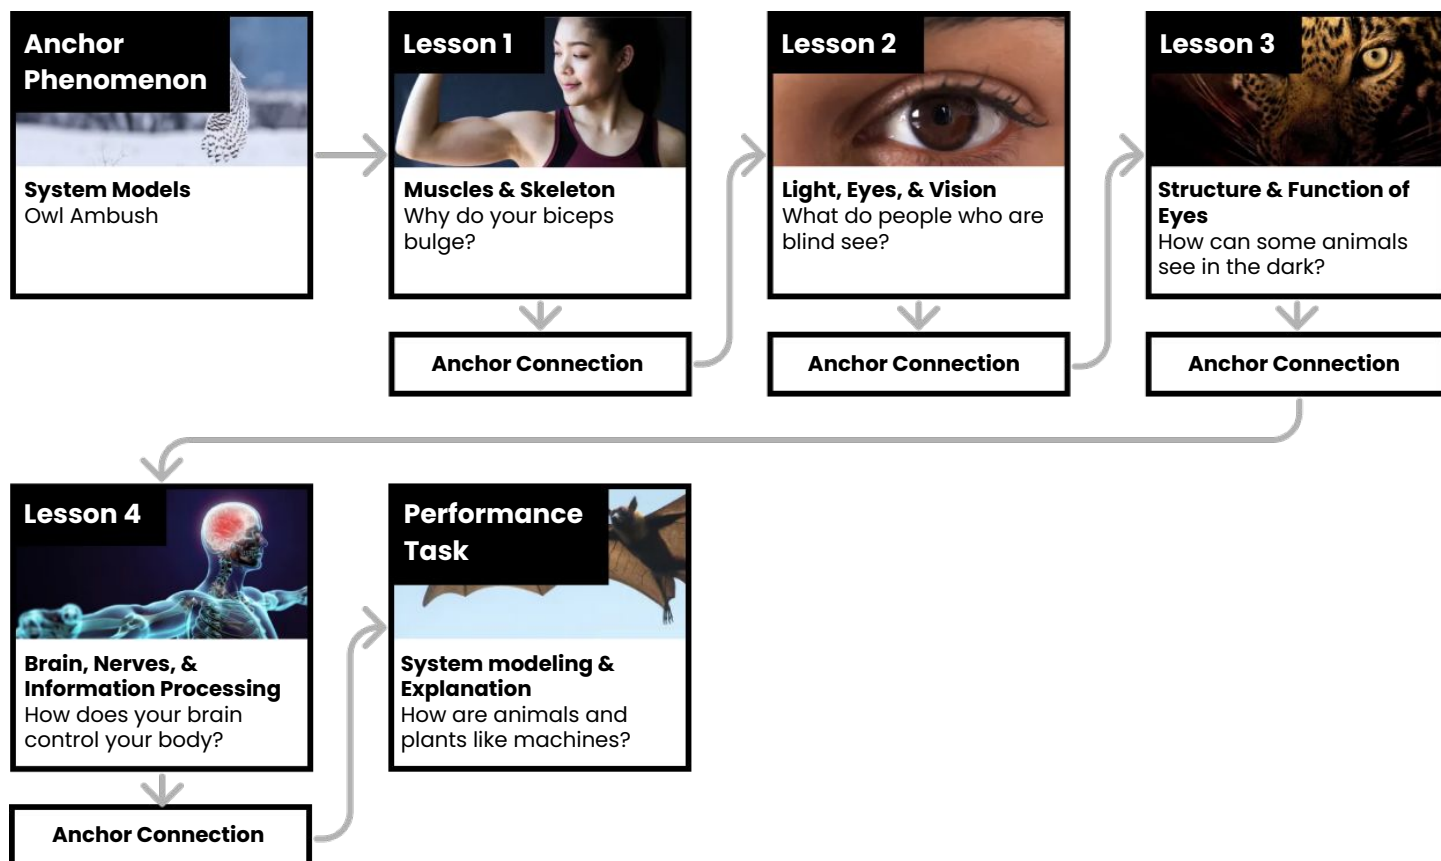 Anchor
Phenomenon
System Models
Owl Ambush
Lesson 1
Muscles & Skeleton
Why do your biceps
bulge?
Anchor Connection
Lesson 2
Light, Eyes, & Vision
What do people who are
blind see?
Anchor Connection
Lesson 3
Structure & Function of
Eyes
How can some animals
see in the dark?
Anchor Connection
Lesson 4
Brain, Nerves, &
Information Processing
How does your brain
control your body?
Anchor Connection
Performance
Task
System modeling &
Explanation
How are animals and
plants like machines?